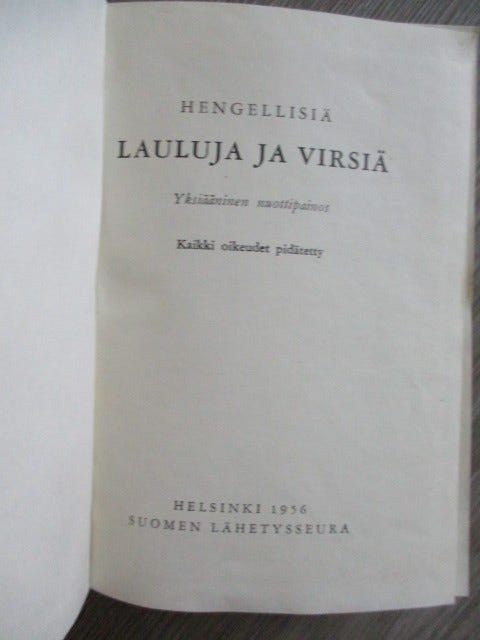 HENGELLISIÄ
LAULUJA JA VIRSIÄ
Yksiääninen nuottipainos
Kaikki oikeudet pidätetty
HELSINKI 1956
SUOMEN LÄHETYSSEURA